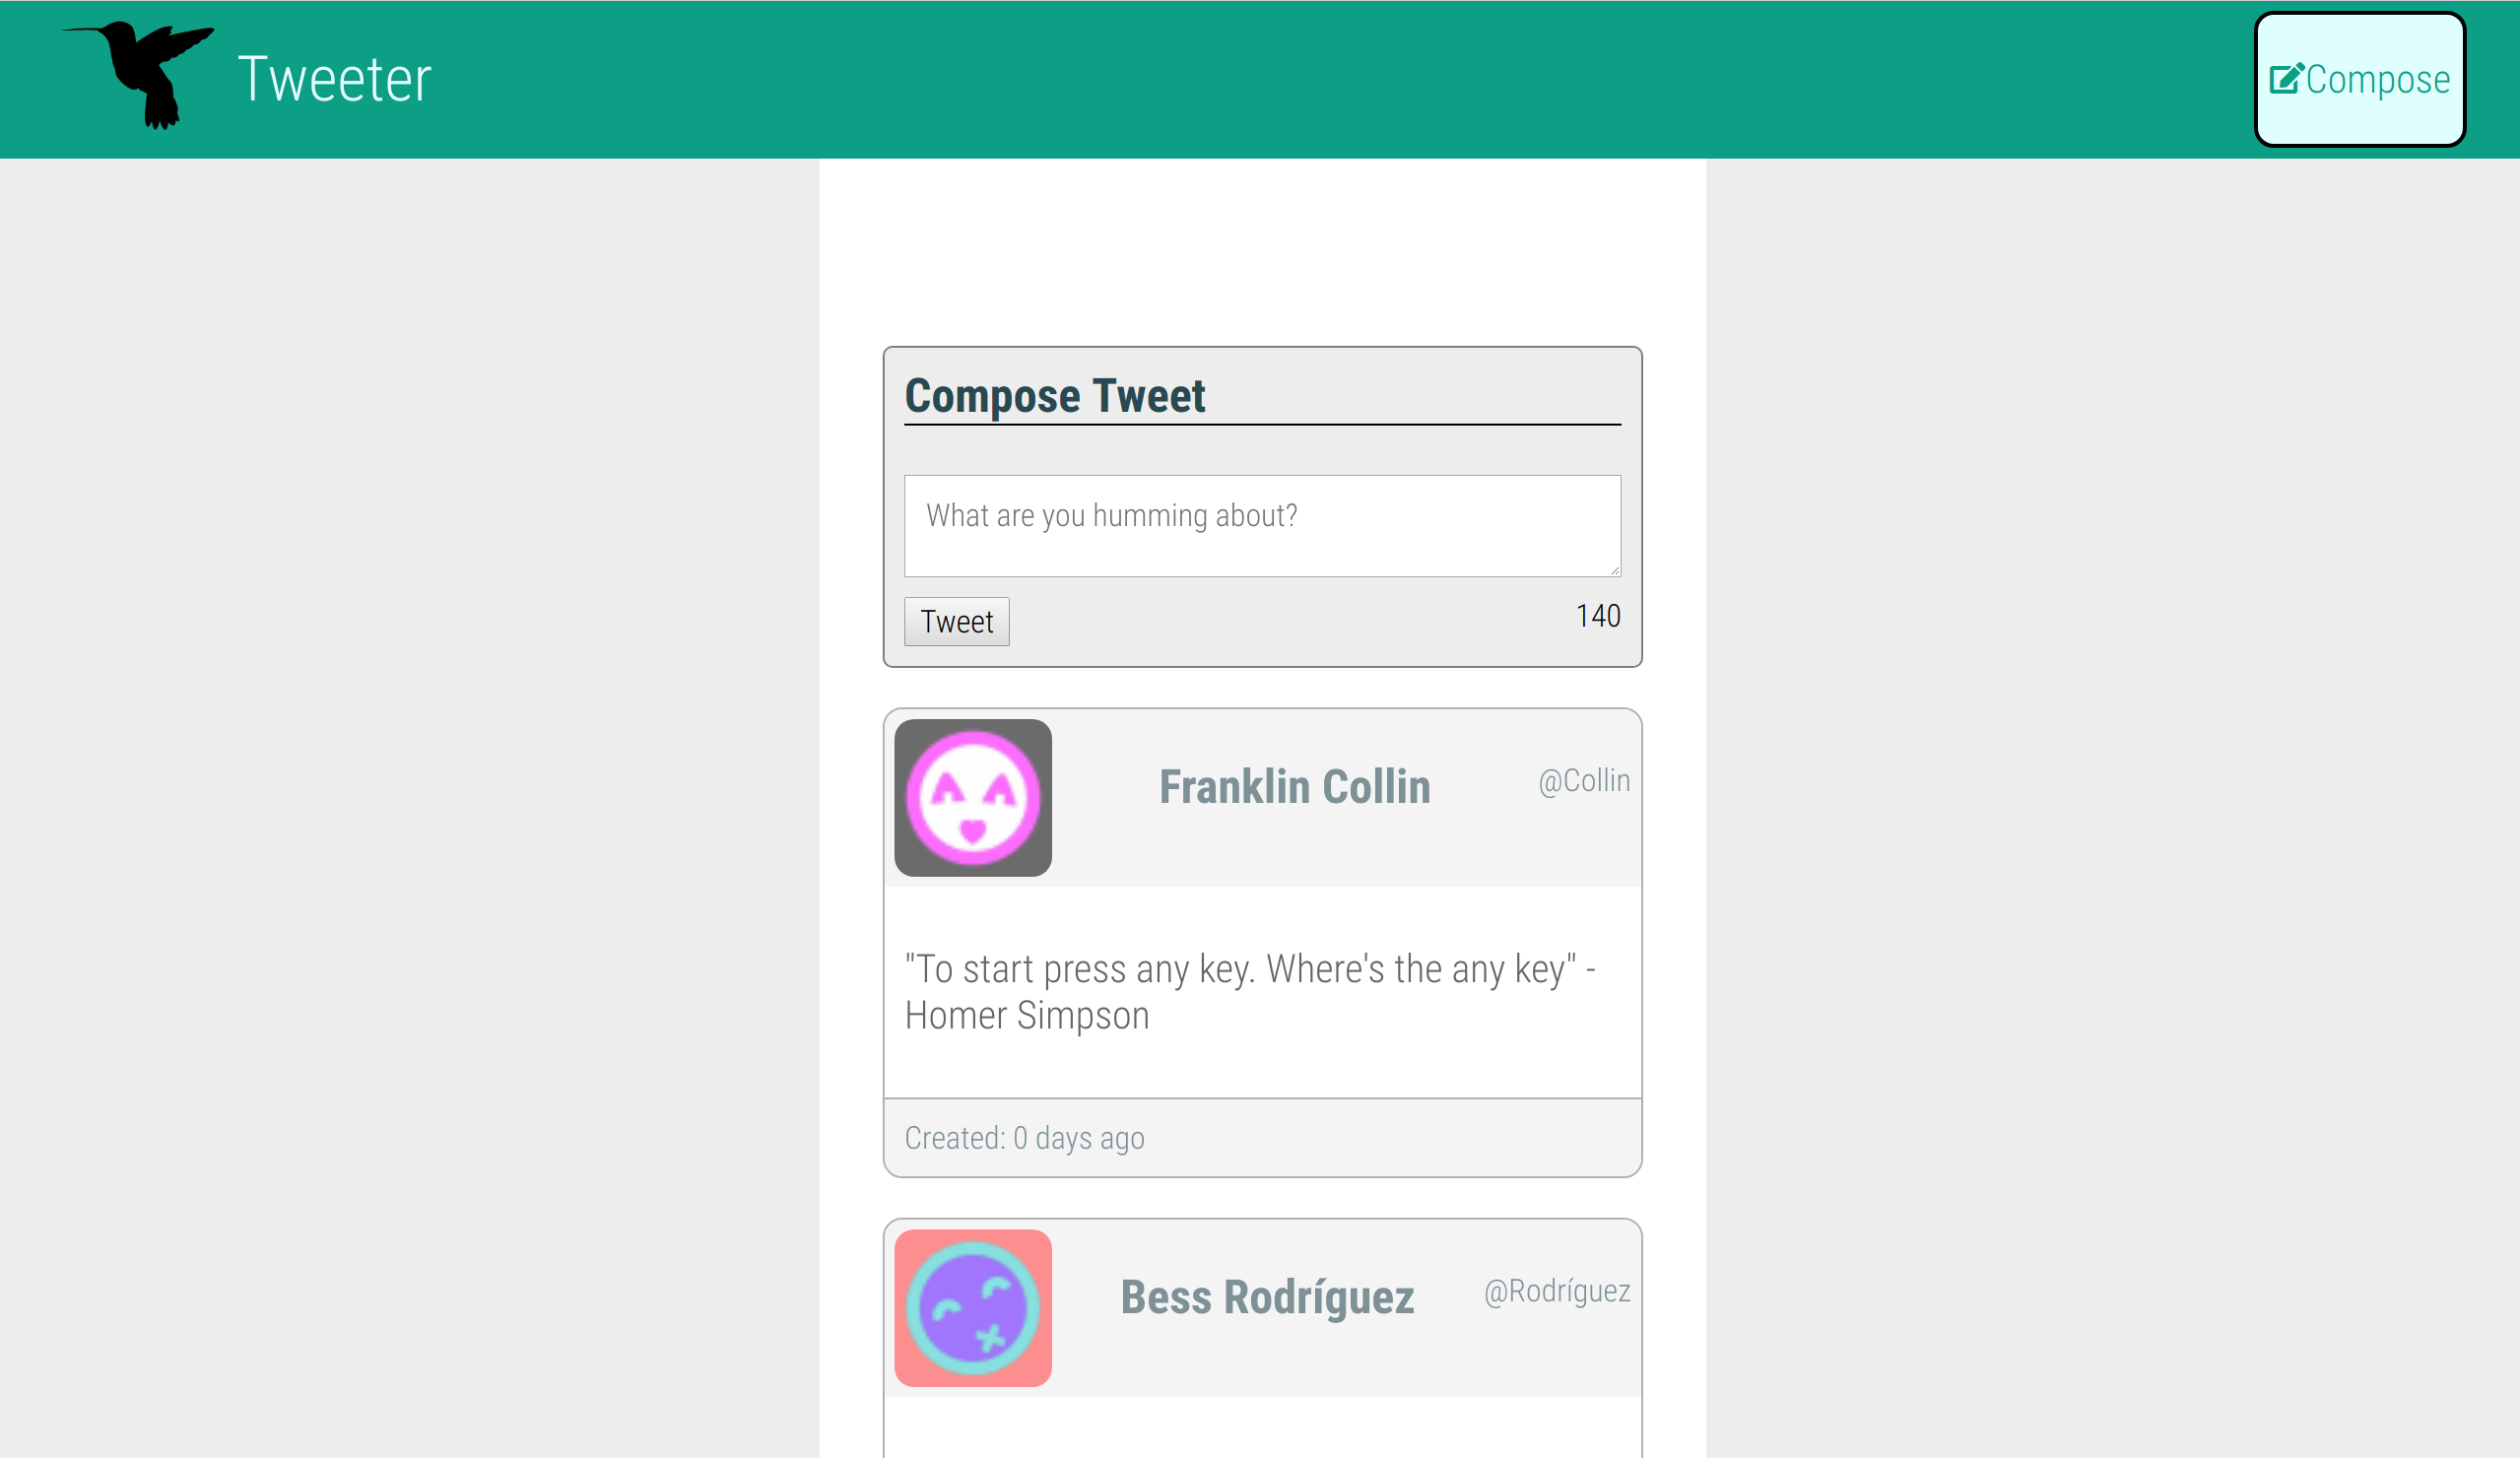 Tweeter
Compose
Compose Tweet
What are you humming about?
Tweet
140
Franklin Collin
@Collin
"To start press any key. Where's the any key" -
Homer Simpson
Created: 0 days ago
Bess Rodríguez
@Rodríguez